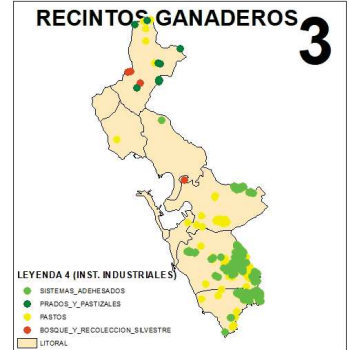 RECINTOS GANADEROS
3
LEYENDA 4 (INST. INDUSTRIALES)
SISTEMAS_ADEHESADOS
PRADOS_Y_PASTIZALES
PASTOS
BOSQUE_Y_RECOLECCION_SILVESTRE
LITORAL